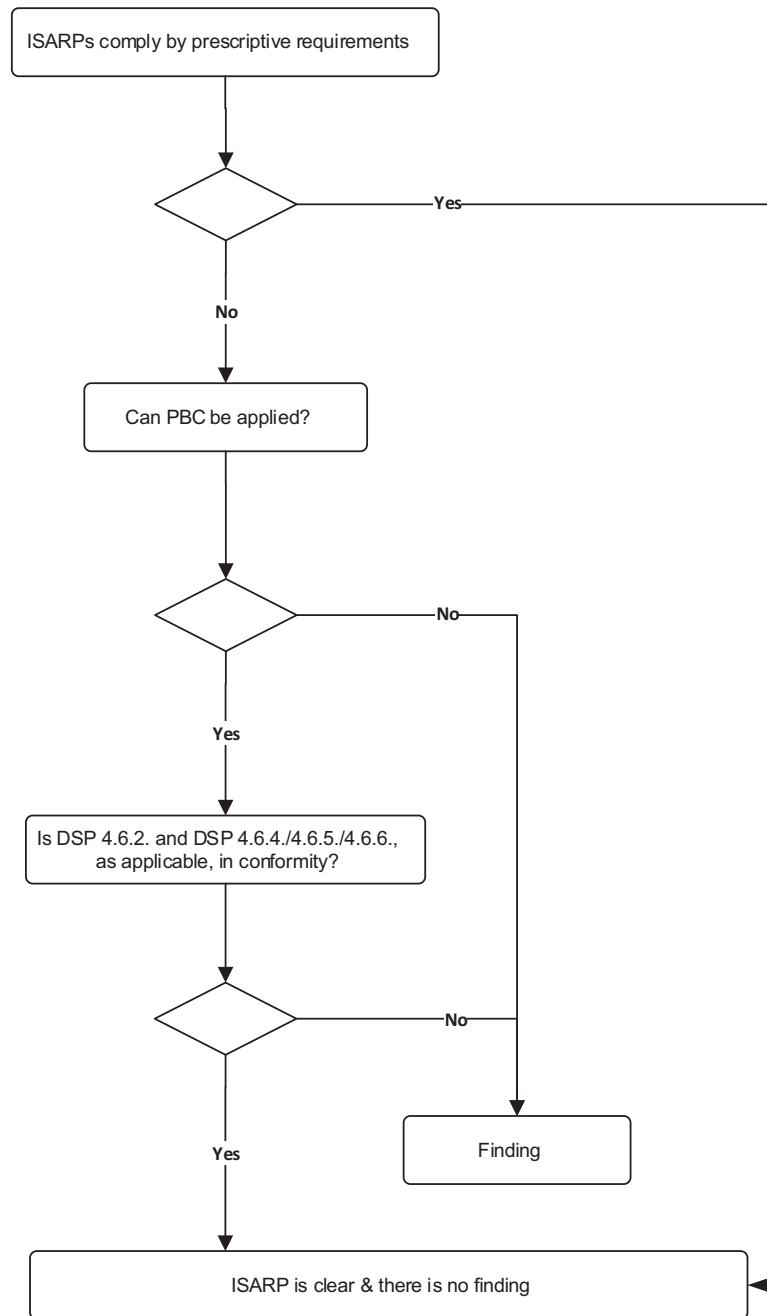 ISARPs comply by prescriptive requirements
Yes
No
Can PBC be applied?
No
Yes
Is DSP 4.6.2. and DSP 4.6.4./4.6.5./4.6.6.,
as applicable, in conformity?
No
Yes
Finding
ISARP is clear & there is no finding